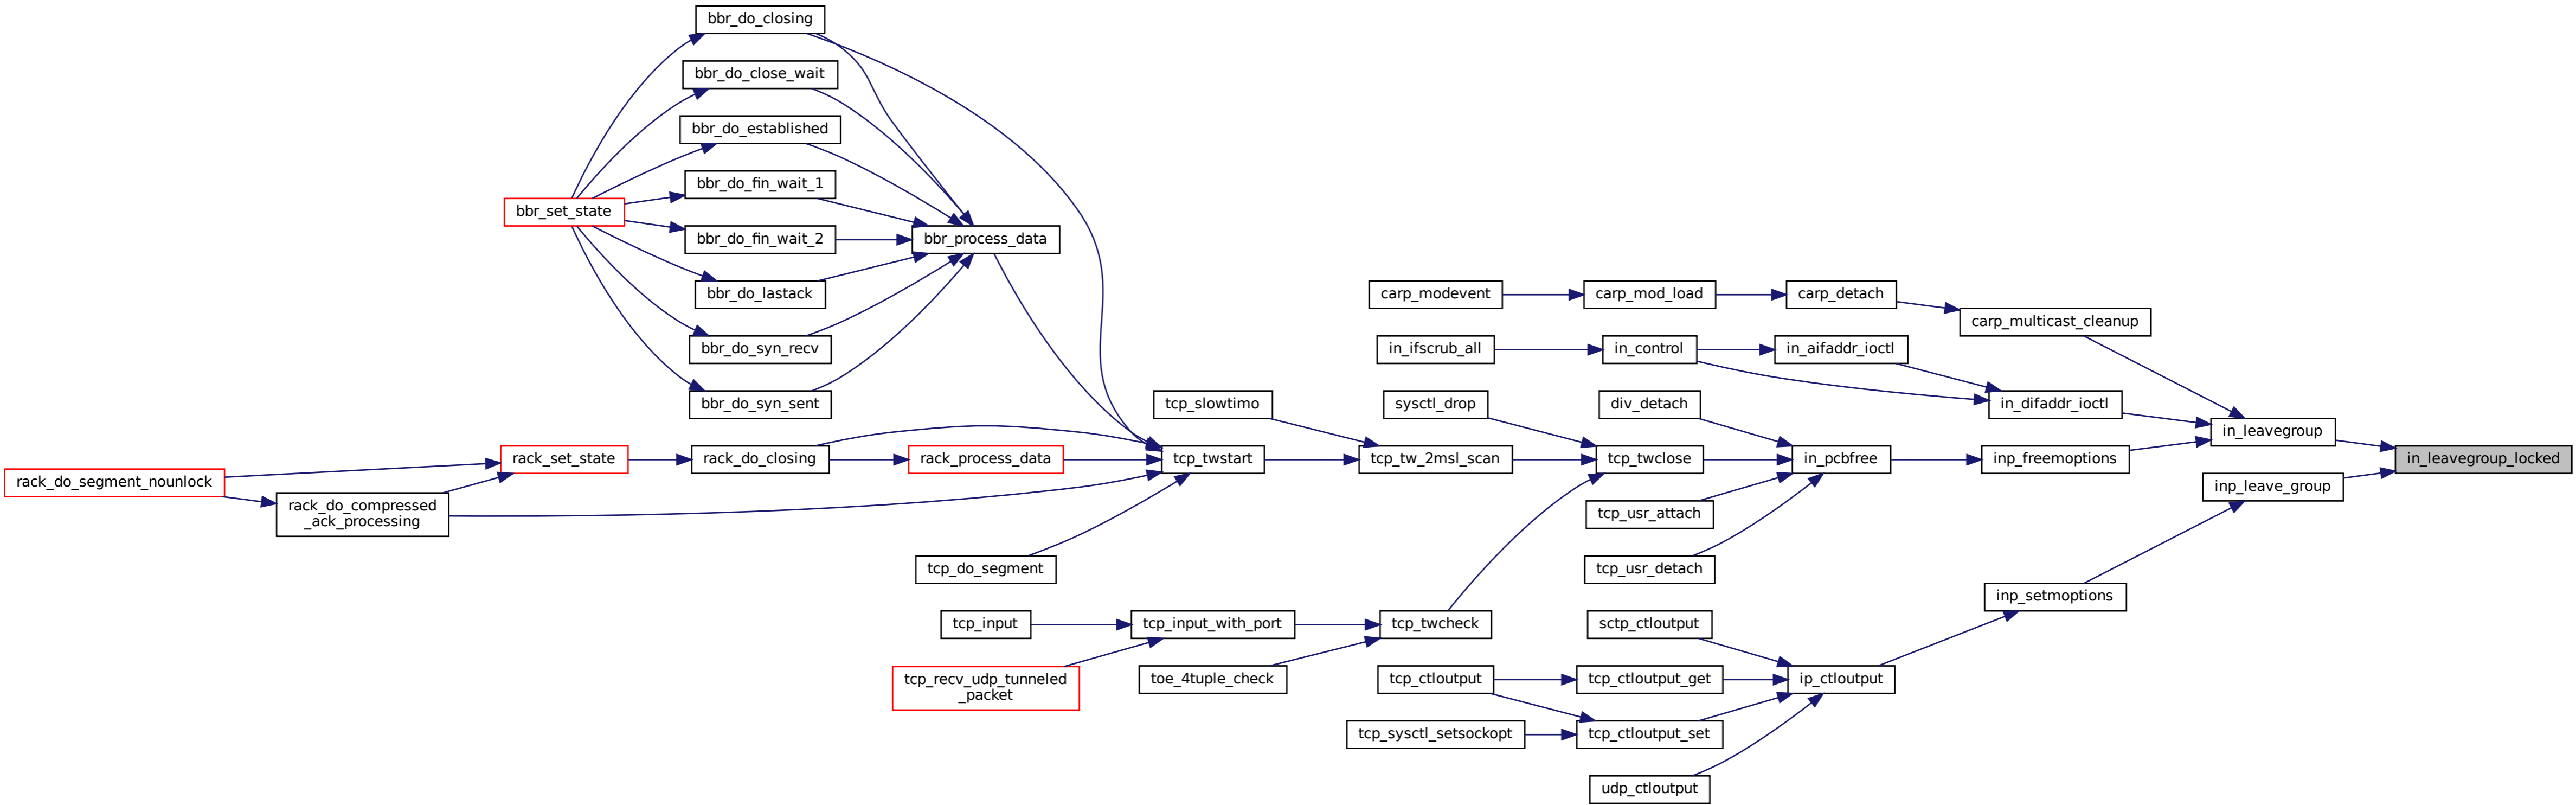 bbr_do_closing
bbr_do_close_wait
bbr_do_established
bbr_do_fin_wait_1
bbr_set_state
bbr_do_fin_wait_2
bbr_process_data
bbr_do_lastack
bbr_do_syn_recv
bbr_do_syn_sent
carp_modevent
carp_mod_load
carp_detach
carp_multicast_cleanup
in_ifscrub_all
in_control
in_aifaddr_ioctl
tcp_slowtimo
sysctl_drop
div_detach
in_difaddr_ioctl
in_leavegroup
rack_do_segment_nounlock
rack_set_state
rack_do_closing
rack_process_data
tcp_twstart
tcp_tw_2msl_scan
tcp_twclose
in_pcbfree
inp_freemoptions
in_leavegroup_locked
rack_do_compressed
_ack_processing
tcp_usr_attach
inp_leave_group
tcp_do_segment
tcp_usr_detach
inp_setmoptions
tcp_input
tcp_input_with_port
tcp_twcheck
sctp_ctloutput
tcp_recv_udp_tunneled
_packet
toe_4tuple_check
tcp_ctloutput
tcp_ctloutput_get
ip_ctloutput
tcp_sysctl_setsockopt
tcp_ctloutput_set
udp_ctloutput